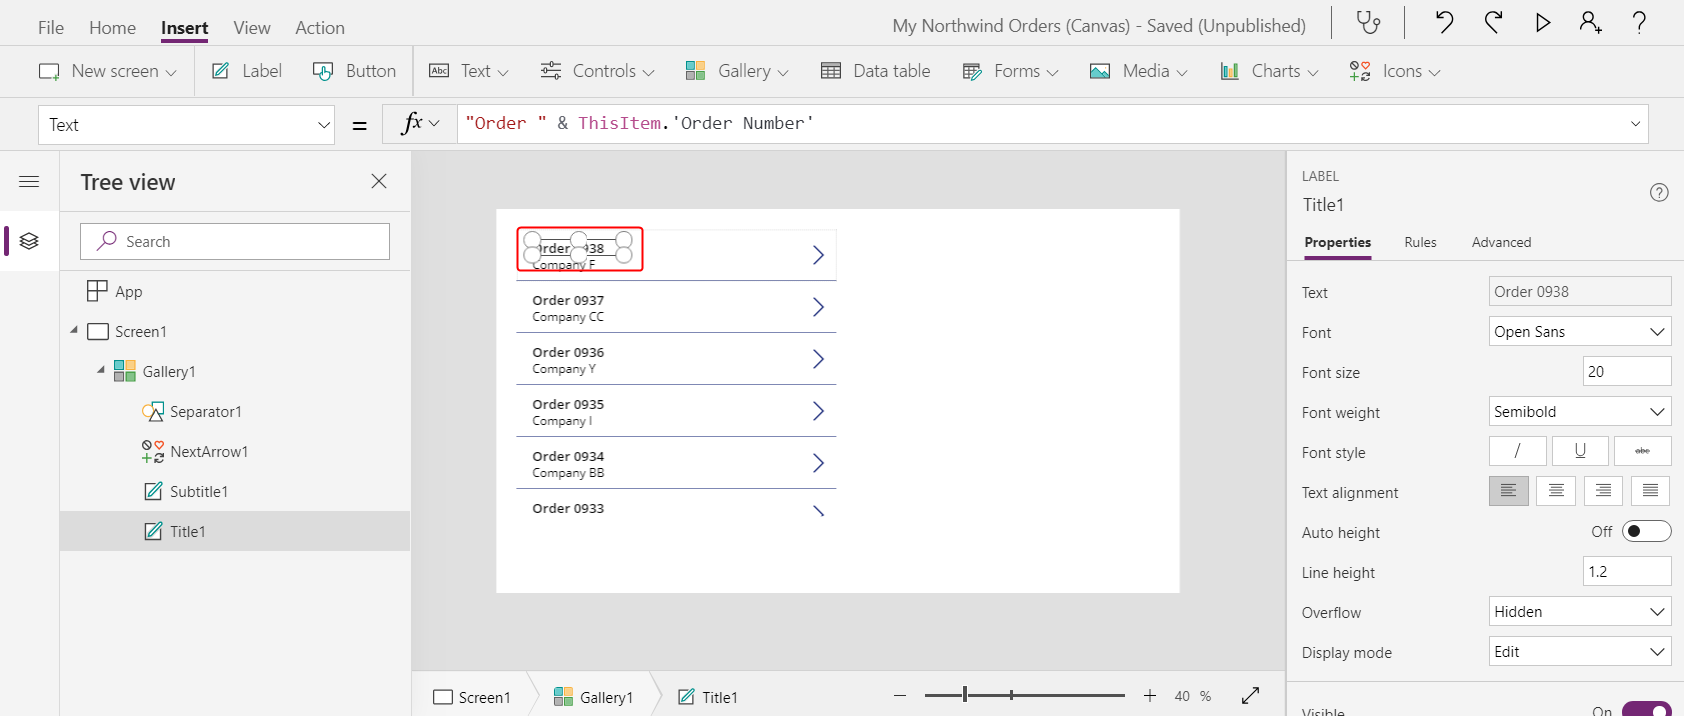 File Home Insert View Action My Northwind Orders (Canvas) - Saved (Unpublished)
New screen Label Button Abc Text Controls Gallery Data table Forms Media Charts Icons
Text = fx "Order " & ThisItem.'Order Number'
Tree view
Search
App
Screen1
Gallery1
Separator1
NextArrow1
Subtitle1
Title1
Order 0938
Company F
Order 0937
Company CC
Order 0936
Company Y
Order 0935
Company I
Order 0934
Company BB
Order 0933
Screen1 Gallery1 Title1 40 %
LABEL
Title1
Properties Rules Advanced
Text Order 0938
Font Open Sans
Font size 20
Font weight Semibold
Font style / U abc
Text alignment
Auto height Off
Line height 1.2
Overflow Hidden
Display mode Edit
Visible On